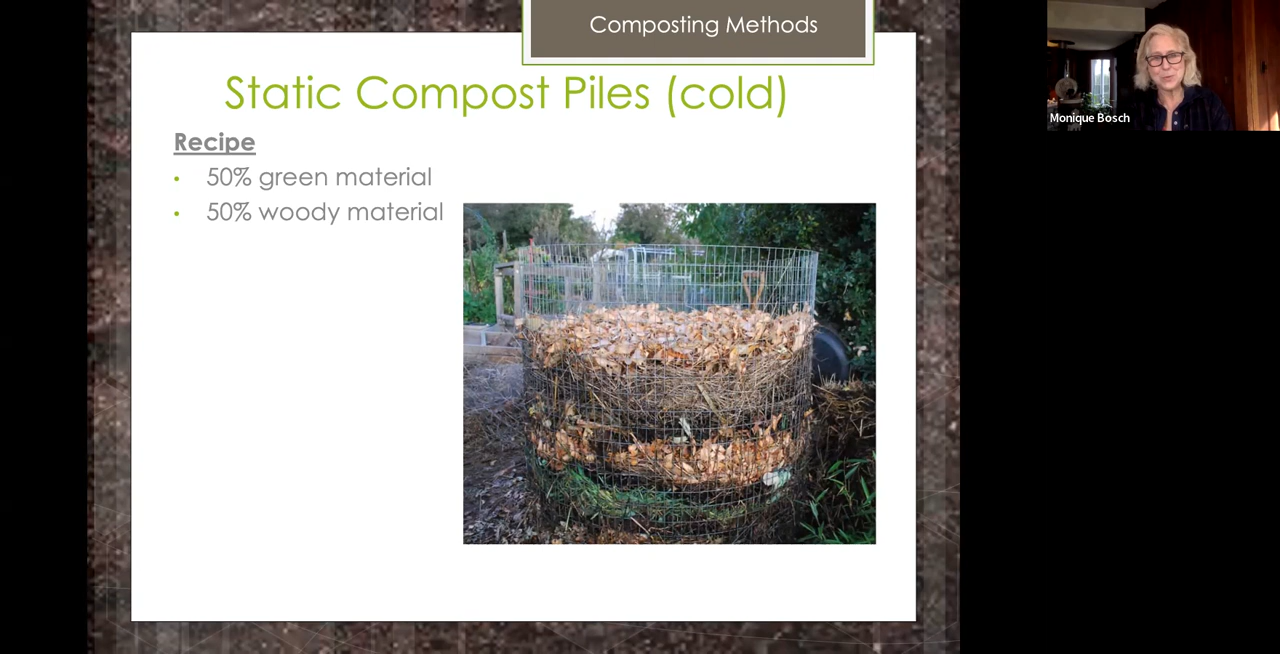 Composting Methods
Static Compost Piles (cold)
Recipe
• 50% green material
• 50% woody material
Monique Bosch